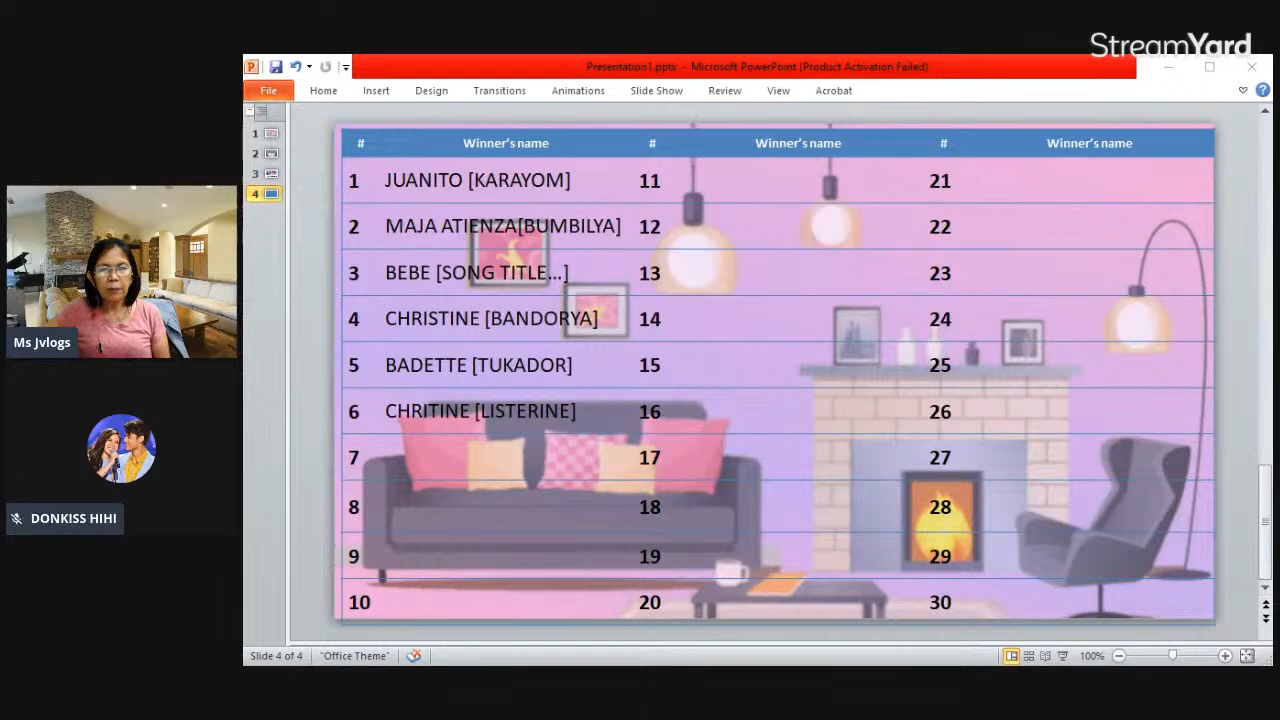 StreamYard
Presentation1.pptx - Microsoft PowerPoint (Product Activation Failed)
File Home Insert Design Transitions Animations Slide Show Review View Acrobat
1
2
3
4
# Winner's name # Winner's name # Winner's name
1 JUANITO [KARAYOM] 11 21
2 MAJA ATIENZA[BUMBILYA] 12 22
3 BEBE [SONG TITLE...] 13 23
4 CHRISTINE [BANDORYA] 14 24
5 BADETTE [TUKADOR] 15 25
6 CHRITINE [LISTERINE] 16 26
7 17 27
8 18 28
9 19 29
10 20 30
Ms Jvlogs
DONKISS HIHI
Slide 4 of 4 "Office Theme" 100%